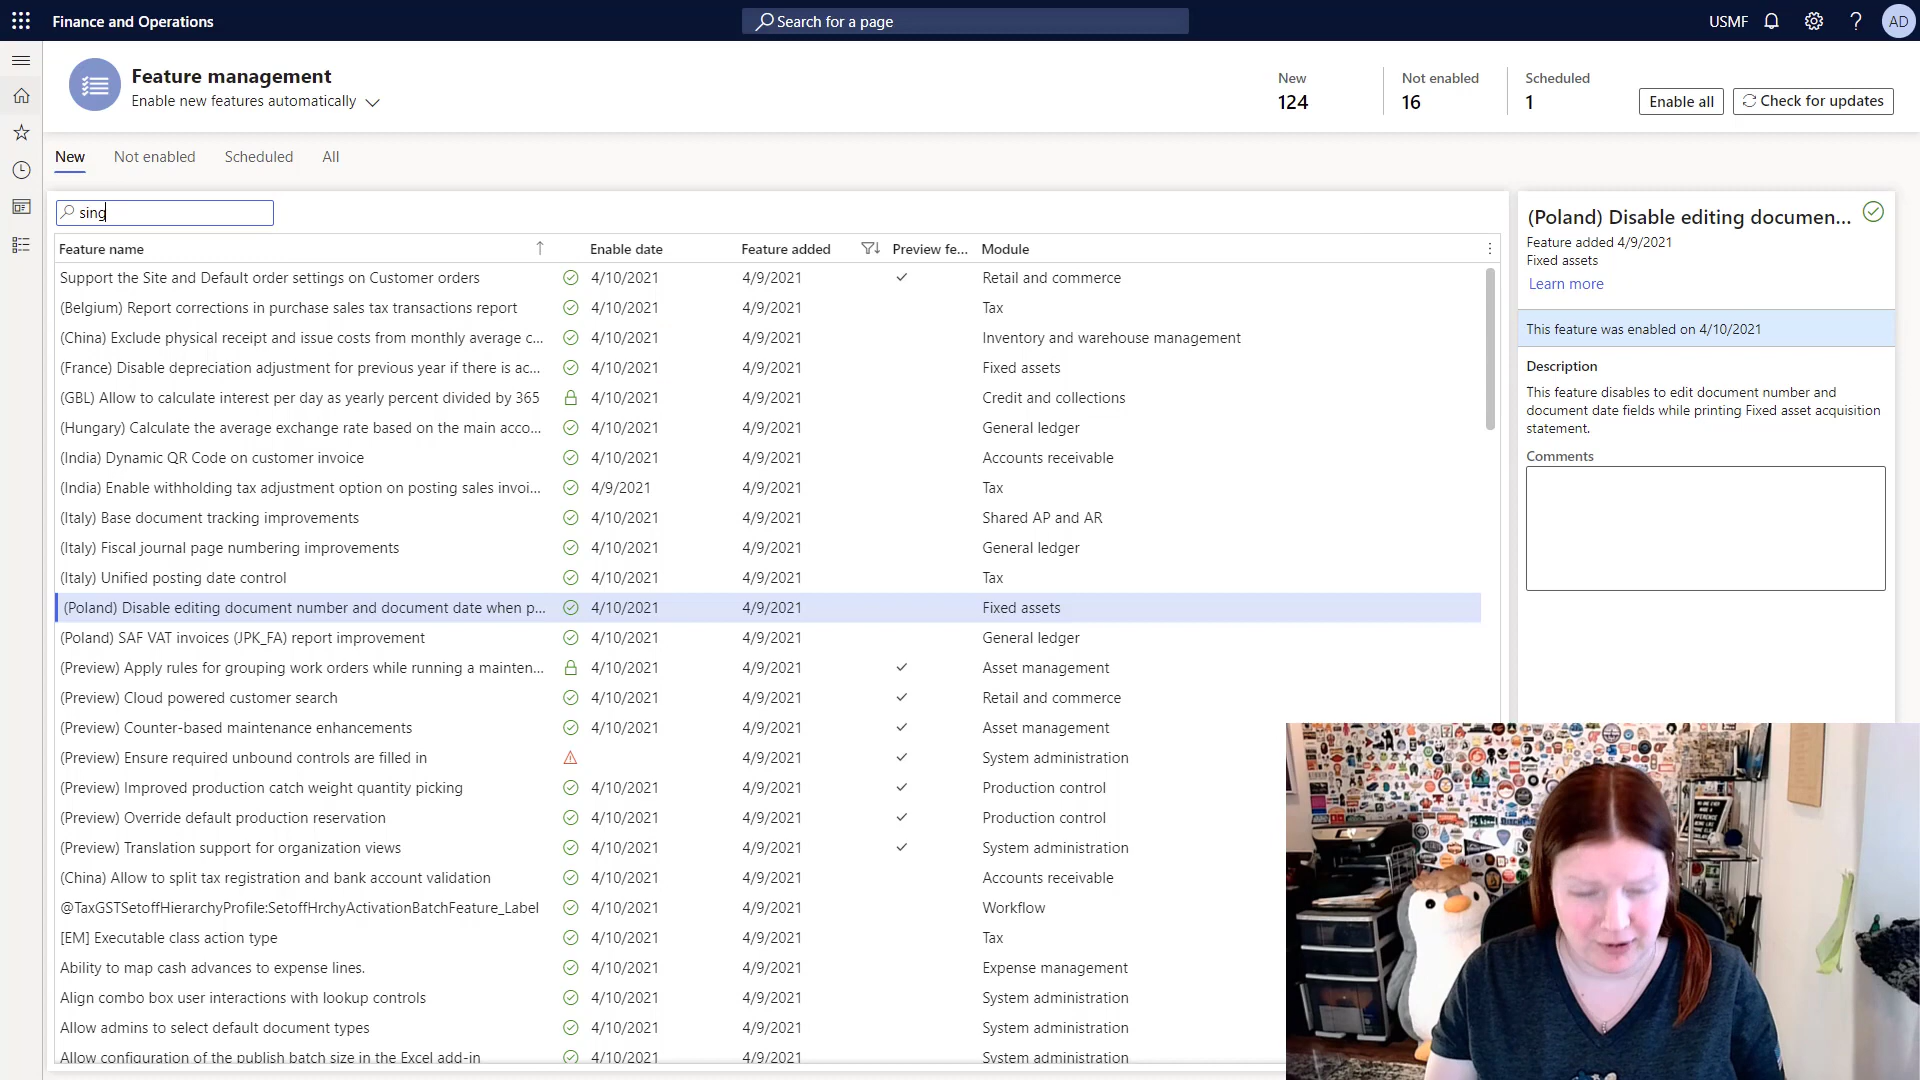 Finance and Operations
Search for a page
USMF
AD
Feature management
Enable new features automatically
New
124
Not enabled
16
Scheduled
1
Enable all
Check for updates
New
Not enabled
Scheduled
All
sing
Feature name
Enable date
Feature added
Preview fe...
Module
Support the Site and Default order settings on Customer orders 4/10/2021 4/9/2021 Retail and commerce
(Belgium) Report corrections in purchase sales tax transactions report 4/10/2021 4/9/2021 Tax
(China) Exclude physical receipt and issue costs from monthly average c... 4/10/2021 4/9/2021 Inventory and warehouse management
(France) Disable depreciation adjustment for previous year if there is ac... 4/10/2021 4/9/2021 Fixed assets
(GBL) Allow to calculate interest per day as yearly percent divided by 365 4/10/2021 4/9/2021 Credit and collections
(Hungary) Calculate the average exchange rate based on the main acco... 4/10/2021 4/9/2021 General ledger
(India) Dynamic QR Code on customer invoice 4/10/2021 4/9/2021 Accounts receivable
(India) Enable withholding tax adjustment option on posting sales invoi... 4/9/2021 4/9/2021 Tax
(Italy) Base document tracking improvements 4/10/2021 4/9/2021 Shared AP and AR
(Italy) Fiscal journal page numbering improvements 4/10/2021 4/9/2021 General ledger
(Italy) Unified posting date control 4/10/2021 4/9/2021 Tax
(Poland) Disable editing document number and document date when p... 4/10/2021 4/9/2021 Fixed assets
(Poland) SAF VAT invoices (JPK_FA) report improvement 4/10/2021 4/9/2021 General ledger
(Preview) Apply rules for grouping work orders while running a mainten... 4/10/2021 4/9/2021 Asset management
(Preview) Cloud powered customer search 4/10/2021 4/9/2021 Retail and commerce
(Preview) Counter-based maintenance enhancements 4/10/2021 4/9/2021 Asset management
(Preview) Ensure required unbound controls are filled in 4/9/2021 System administration
(Preview) Improved production catch weight quantity picking 4/10/2021 4/9/2021 Production control
(Preview) Override default production reservation 4/10/2021 4/9/2021 Production control
(Preview) Translation support for organization views 4/10/2021 4/9/2021 System administration
(China) Allow to split tax registration and bank account validation 4/10/2021 4/9/2021 Accounts receivable
@TaxGSTSetoffHierarchyProfile:SetoffHrchyActivationBatchFeature_Label 4/10/2021 4/9/2021 Workflow
[EM] Executable class action type 4/10/2021 4/9/2021 Tax
Ability to map cash advances to expense lines. 4/10/2021 4/9/2021 Expense management
Align combo box user interactions with lookup controls 4/10/2021 4/9/2021 System administration
Allow admins to select default document types 4/10/2021 4/9/2021 System administration
Allow configuration of the publish batch size in the Excel add-in 4/10/2021 4/9/2021 System administration
(Poland) Disable editing documen...
Feature added 4/9/2021
Fixed assets
Learn more
This feature was enabled on 4/10/2021
Description
This feature disables to edit document number and
document date fields while printing Fixed asset acquisition
statement.
Comments